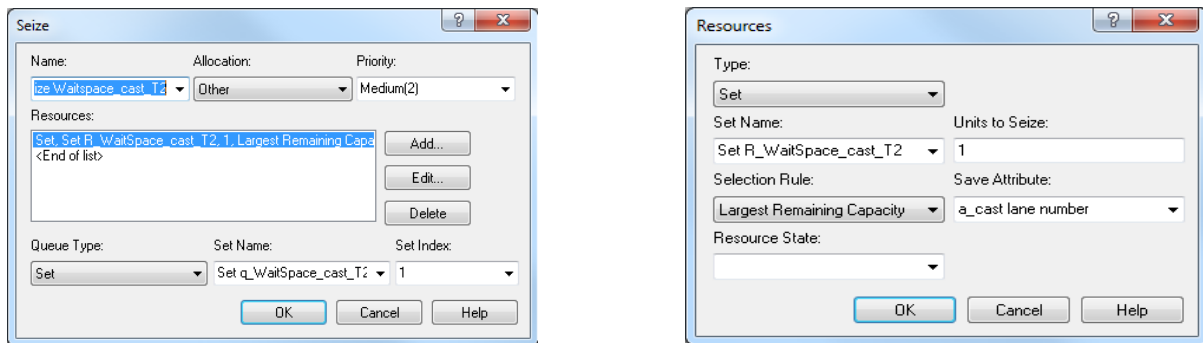 Seize
Name: Allocation: Priority:
ize Waitspace_cast_T2 Other Medium(2)
Resources:
Set, Set R_WaitSpace_cast_T2, 1, Largest Remaining Capa
<End of list>
Add...
Edit...
Delete
Queue Type: Set Name: Set Index:
Set Set q_WaitSpace_cast_T2 1
OK Cancel Help
Resources
Type:
Set
Set Name: Units to Seize:
Set R_WaitSpace_cast_T2 1
Selection Rule: Save Attribute:
Largest Remaining Capacity a_cast lane number
Resource State:
OK Cancel Help